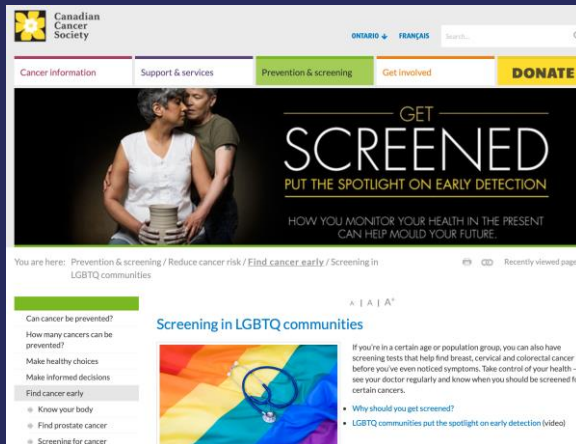 Canadian
Cancer
Society
ONTARIO FRANÇAIS Search...
Cancer information Support & services Prevention & screening Get involved DONATE
GET
SCREENED
PUT THE SPOTLIGHT ON EARLY DETECTION
HOW YOU MONITOR YOUR HEALTH IN THE PRESENT
CAN HELP MOULD YOUR FUTURE.
You are here: Prevention & screening / Reduce cancer risk / Find cancer early / Screening in
LGBTQ communities
Recently viewed page
A | A | A+
Can cancer be prevented?
How many cancers can be
prevented?
Make healthy choices
Make informed decisions
Find cancer early
Know your body
Find prostate cancer
Screening for cancer
Screening in LGBTQ communities
If you're in a certain age or population group, you can also have
screening tests that help find breast, cervical and colorectal cancer
before you've even noticed symptoms. Take control of your health –
see your doctor regularly and know when you should be screened fo
certain cancers.
• Why should you get screened?
• LGBTQ communities put the spotlight on early detection (video)